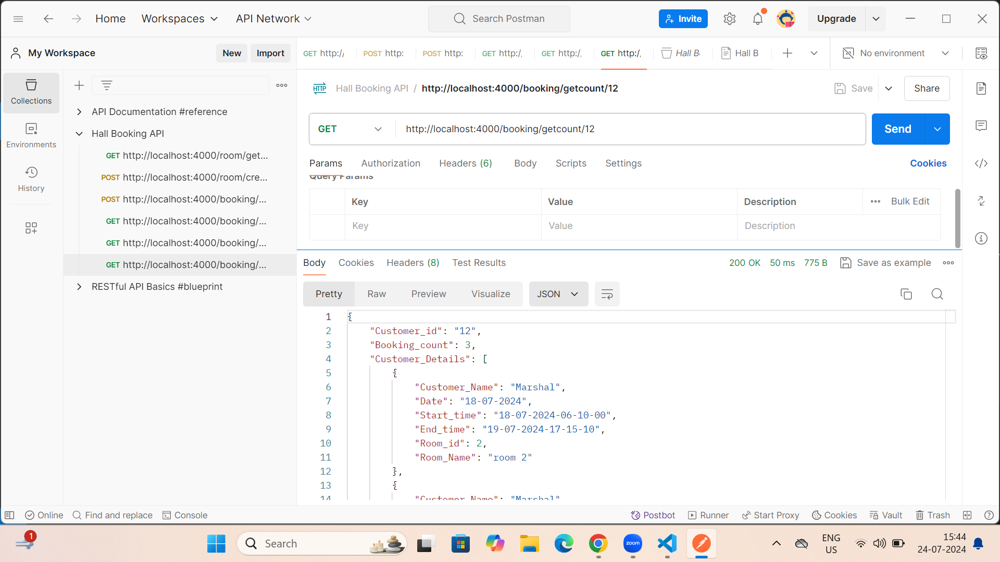 Home Workspaces API Network Search Postman Invite Upgrade
My Workspace New Import GET http:/ POST http: POST http: GET http:/ GET http:/ GET http:/ Hall B Hall B No environment
Collections
Environments
History
API Documentation #reference
Hall Booking API
GET http://localhost:4000/room/get...
POST http://localhost:4000/room/cre...
POST http://localhost:4000/booking/...
GET http://localhost:4000/booking/...
GET http://localhost:4000/booking/...
GET http://localhost:4000/booking/...
RESTful API Basics #blueprint
HTTP Hall Booking API / http://localhost:4000/booking/getcount/12 Save Share
GET http://localhost:4000/booking/getcount/12 Send
Params Authorization Headers (6) Body Scripts Settings Cookies
Query Params
Key Value Description Bulk Edit
Key Value Description
Body Cookies Headers (8) Test Results 200 OK 50 ms 775 B Save as example
Pretty Raw Preview Visualize JSON
1 {
2 "Customer_id": "12",
3 "Booking_count": 3,
4 "Customer_Details": [
5 {
6 "Customer_Name": "Marshal",
7 "Date": "18-07-2024",
8 "Start_time": "18-07-2024-06-10-00",
9 "End_time": "19-07-2024-17-15-10",
10 "Room_id": 2,
11 "Room_Name": "room 2"
12 },
13 {
14 "Customer_Name": "Marshal"
Online Find and replace Console Postbot Runner Start Proxy Cookies Vault Trash
1 Search zoom ENG US 15:44
24-07-2024